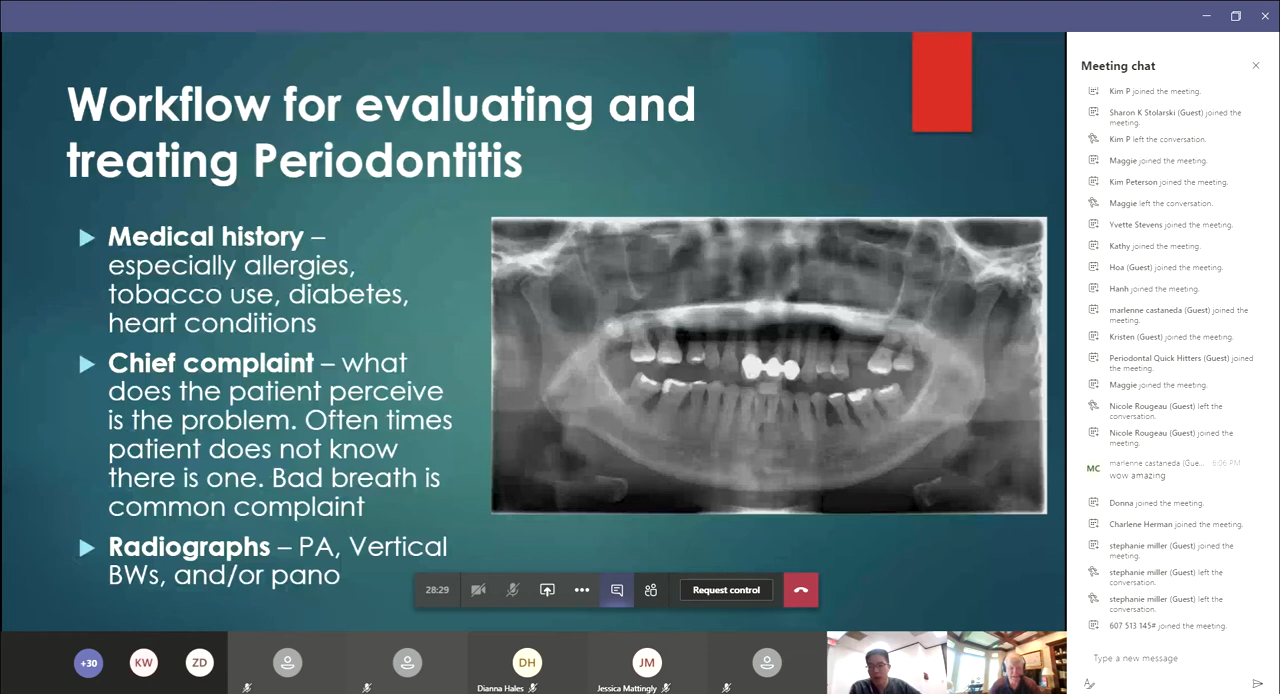 Workflow for evaluating and
treating Periodontitis
Medical history –
especially allergies,
tobacco use, diabetes,
heart conditions
Chief complaint – what
does the patient perceive
is the problem. Often times
patient does not know
there is one. Bad breath is
common complaint
Radiographs – PA, Vertical
BWs, and/or pano
28:29
Request control
+30
KW
ZD
DH
Dianna Hales
JM
Jessica Mattingly
Meeting chat
Kim P joined the meeting.
Sharon K Stolarski (Guest) joined the
meeting.
Kim P left the conversation.
Maggie joined the meeting.
Kim Peterson joined the meeting.
Maggie left the conversation.
Yvette Stevens joined the meeting.
Kathy joined the meeting.
Hoa (Guest) joined the meeting.
Hanh joined the meeting.
marlenne castaneda (Guest) joined the
meeting.
Kristen (Guest) joined the meeting.
Periodontal Quick Hitters (Guest) joined
the meeting.
Maggie joined the meeting.
Nicole Rougeau (Guest) left the
conversation.
Nicole Rougeau (Guest) joined the
meeting.
MC
marlenne castaneda (Gue... 6:06 PM
wow amazing
Donna joined the meeting.
Charlene Herman joined the meeting.
stephanie miller (Guest) joined the
meeting.
stephanie miller (Guest) left the
conversation.
stephanie miller (Guest) left the
conversation.
607 513 145# joined the meeting.
Type a new message